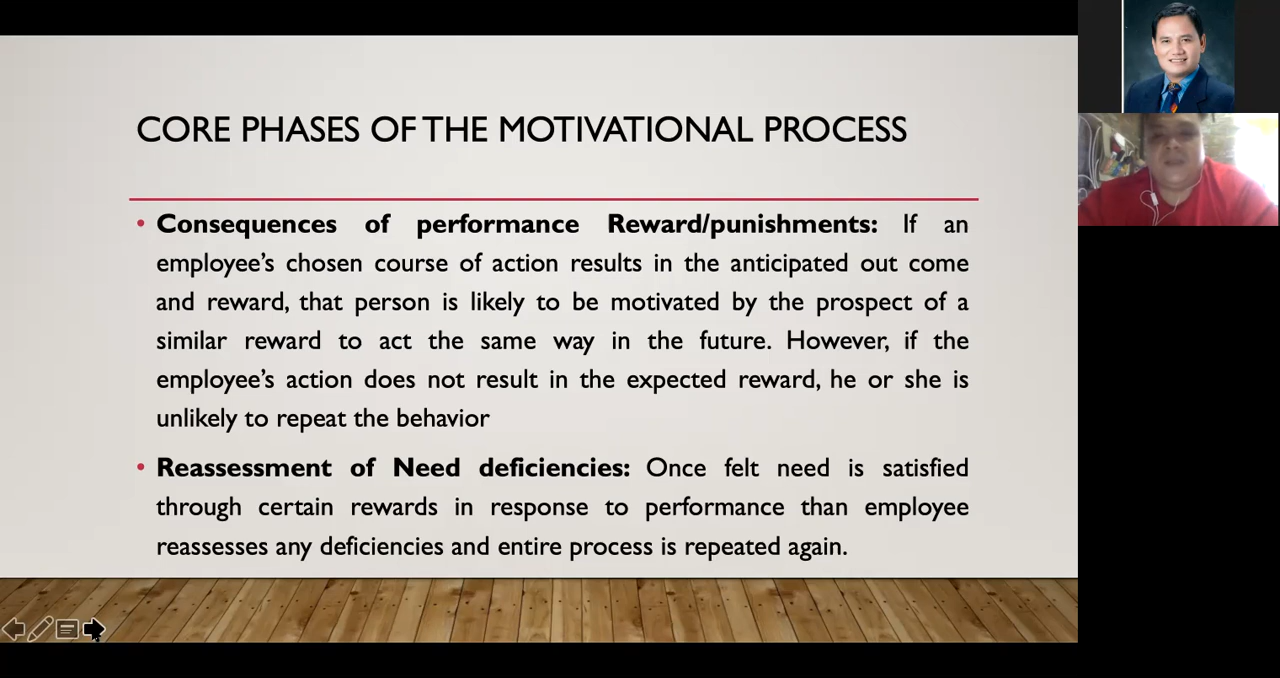 CORE PHASES OF THE MOTIVATIONAL PROCESS
• Consequences of performance Reward/punishments: If an
employee's chosen course of action results in the anticipated out come
and reward, that person is likely to be motivated by the prospect of a
similar reward to act the same way in the future. However, if the
employee's action does not result in the expected reward, he or she is
unlikely to repeat the behavior
• Reassessment of Need deficiencies: Once felt need is satisfied
through certain rewards in response to performance than employee
reassesses any deficiencies and entire process is repeated again.